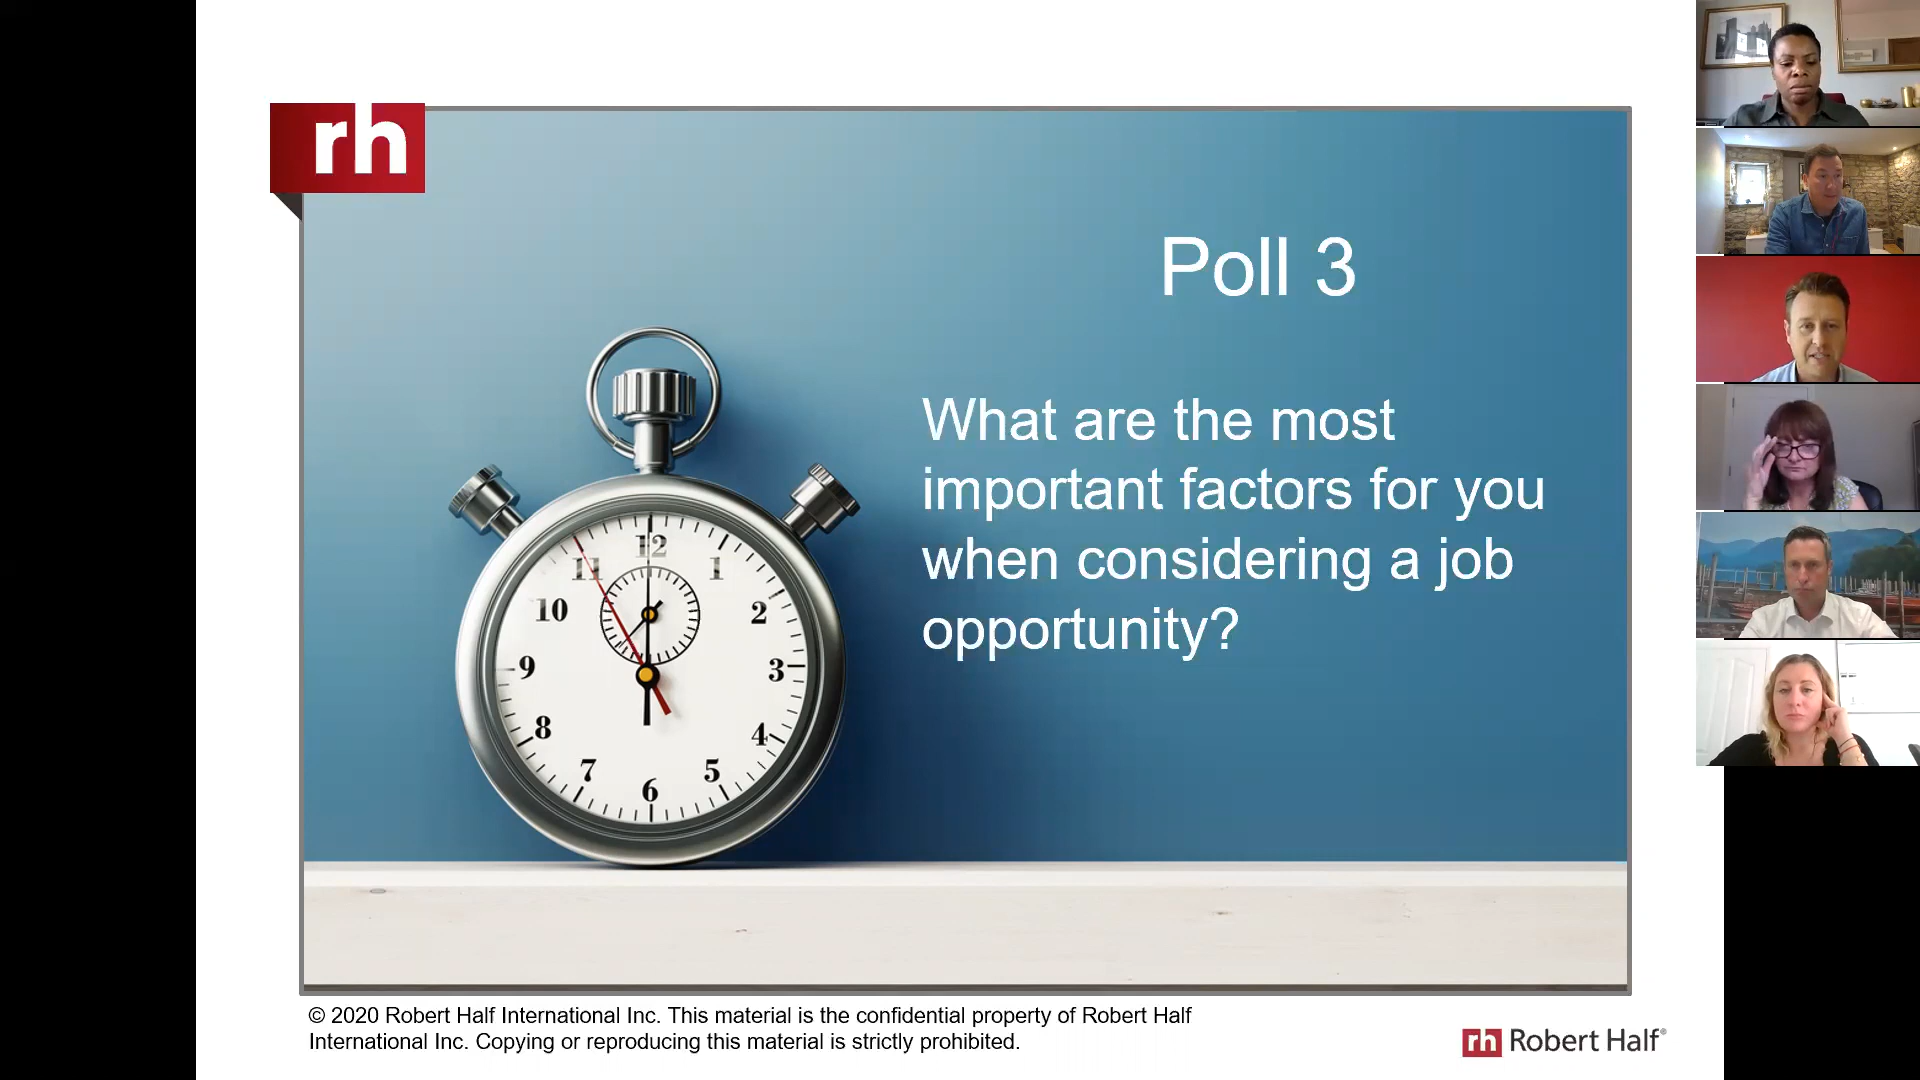 rh
Poll 3
What are the most
important factors for you
when considering a job
opportunity?
12
11
1
10
2
9
3
8
4
7
5
6
© 2020 Robert Half International Inc. This material is the confidential property of Robert Half
International Inc. Copying or reproducing this material is strictly prohibited.
rh Robert Half®